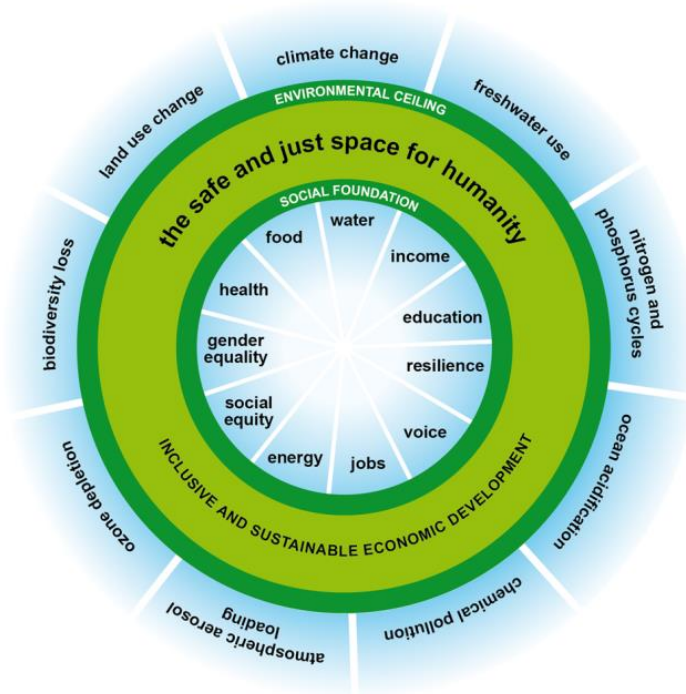 climate change
freshwater use
nitrogen and
phosphorus cycles
ocean acidification
chemical pollution
atmospheric aerosol
loading
ozone depletion
biodiversity loss
land use change
ENVIRONMENTAL CEILING
the safe and just space for humanity
SOCIAL FOUNDATION
water
income
education
resilience
voice
jobs
energy
social
equity
gender
equality
health
food
INCLUSIVE AND SUSTAINABLE ECONOMIC DEVELOPMENT